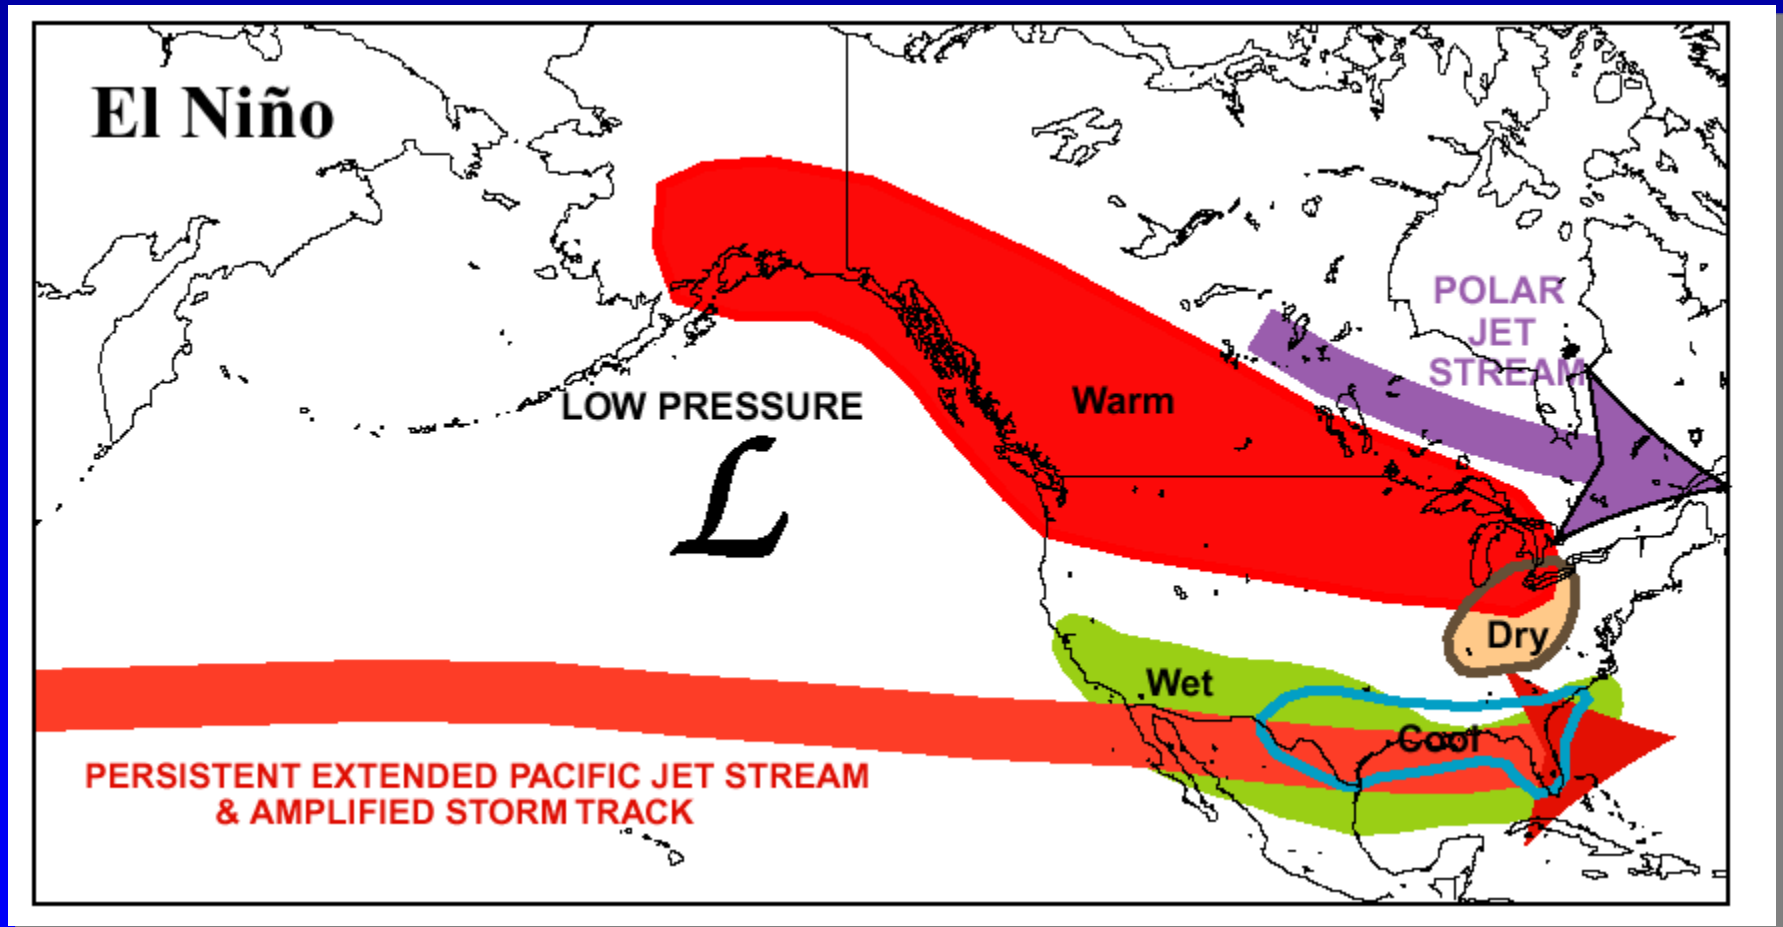 El Niño
POLAR
JET
STREAM
LOW PRESSURE
L
Warm
Dry
Wet
Cool
PERSISTENT EXTENDED PACIFIC JET STREAM
& AMPLIFIED STORM TRACK